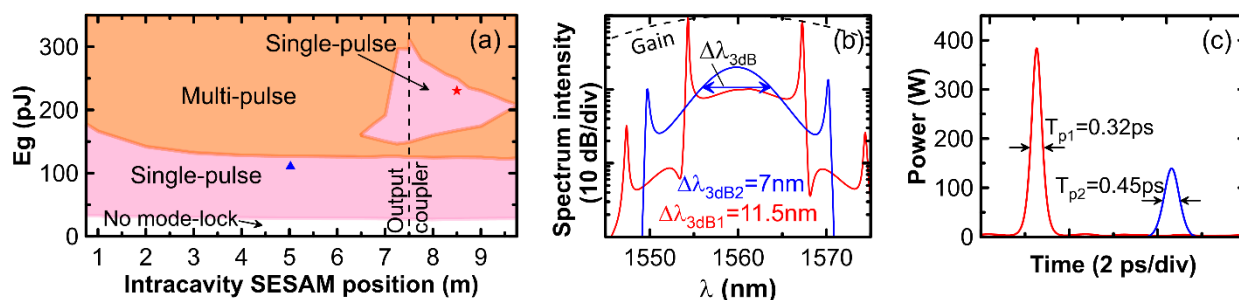 (a)
Single-pulse
Multi-pulse
Single-pulse
No mode-lock
Output
coupler
Eg (pJ)
300
200
100
0
1 2 3 4 5 6 7 8 9
Intracavity SESAM position (m)
(b)
Gain
Δλ3dB
Δλ3dB2=7nm
Δλ3dB1=11.5nm
Spectrum intensity
(10 dB/div)
1550 1560 1570
λ (nm)
(c)
Power (W)
400
300
200
100
0
Tp1=0.32ps
Tp2=0.45ps
Time (2 ps/div)